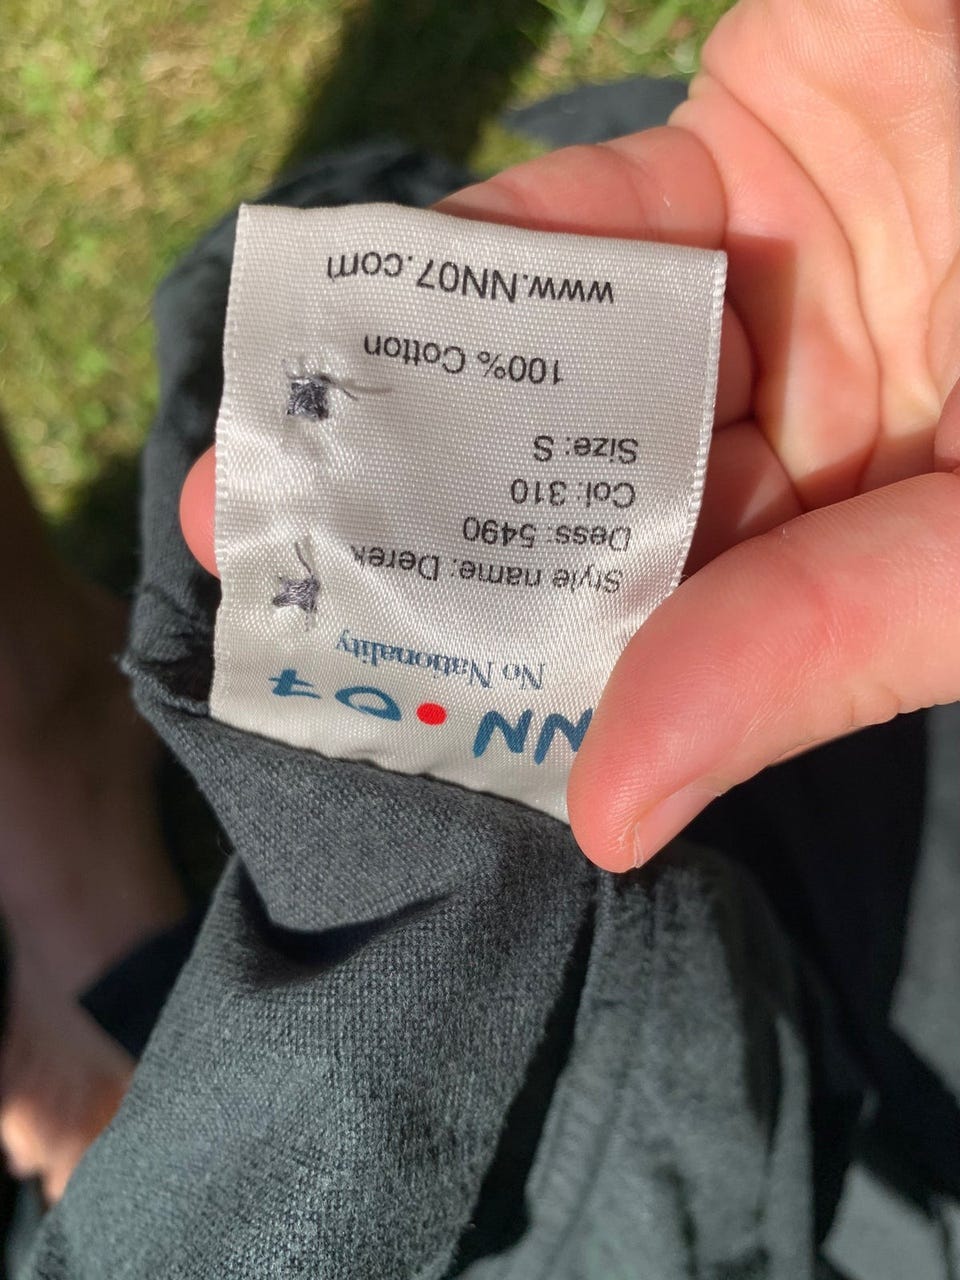 NN.07
No Nationality
Style name: Derek
Dess: 5490
Col: 310
Size: S
100% Cotton
www.NN07.com